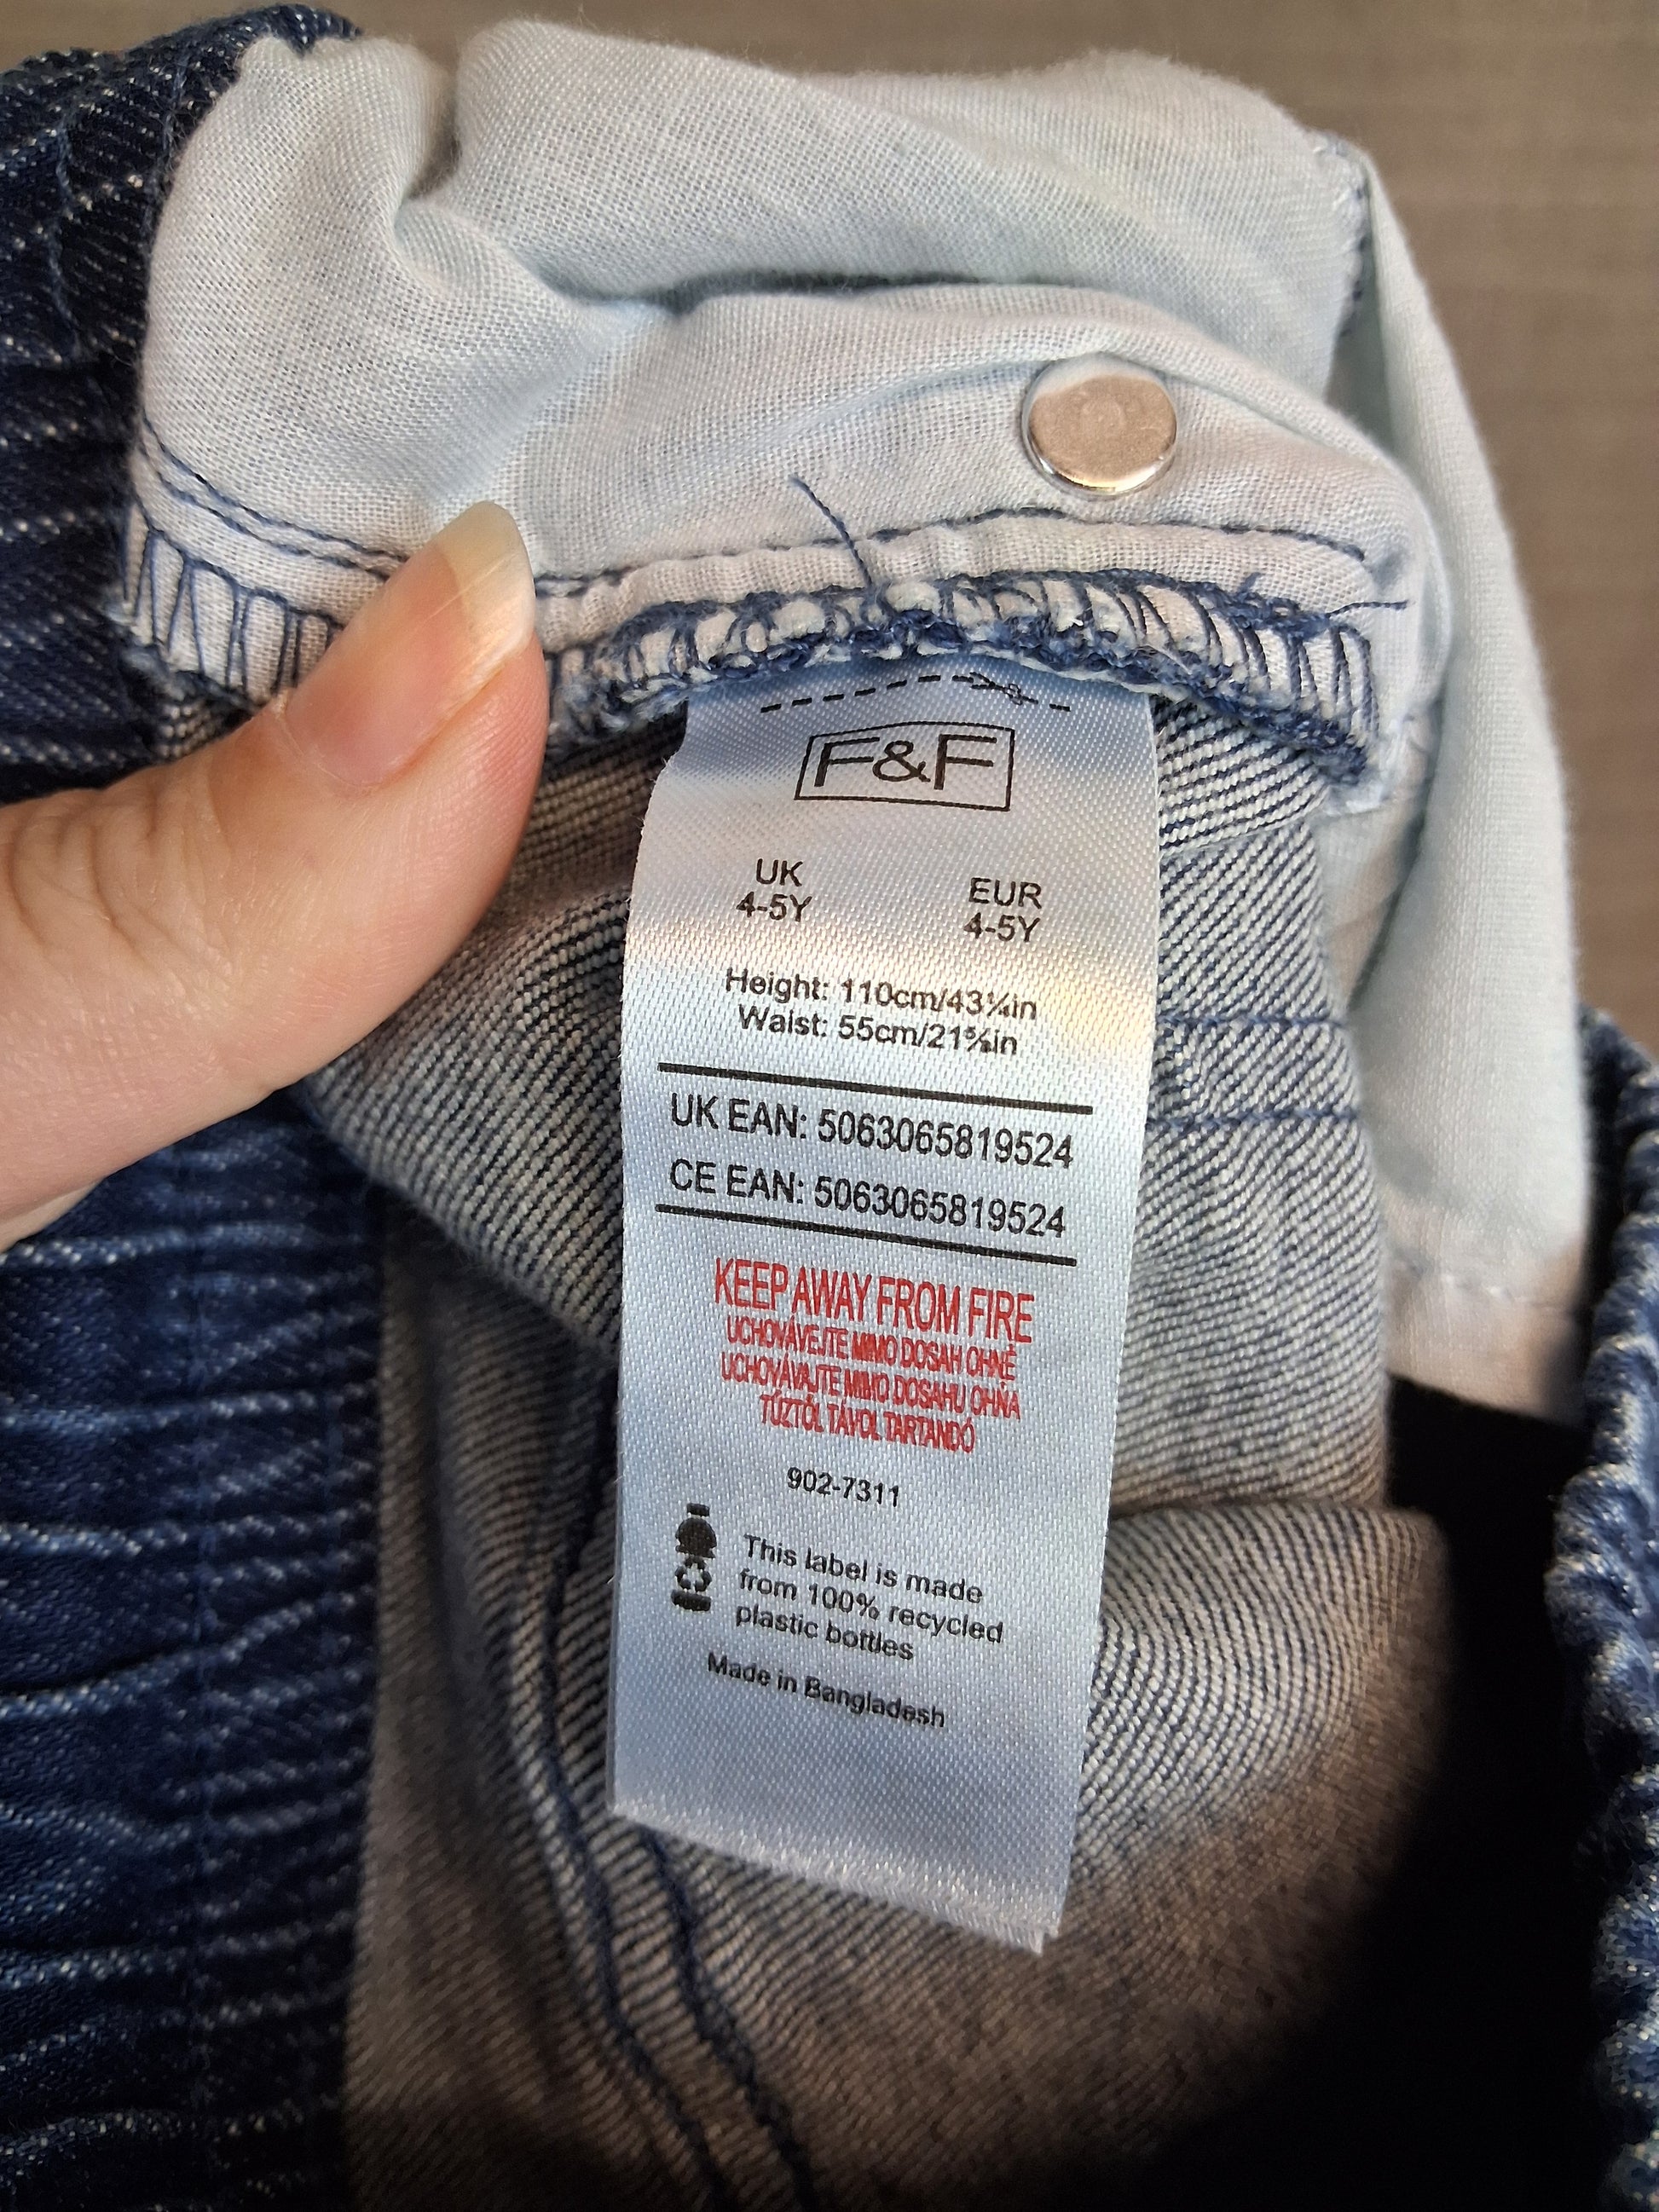 F&F
UK
4-5Y
EUR
4-5Y
Height: 110cm/43¼in
Waist: 55cm/21⅝in
UK EAN: 5063065819524
CE EAN: 5063065819524
KEEP AWAY FROM FIRE
UCHOVÁVEJTE MIMO DOSAH OHNĚ
UCHOVÁVAJTE MIMO DOSAHU OHŇA
TŰZTŐL TÁVOL TARTANDÓ
902-7311
This label is made
from 100% recycled
plastic bottles
Made in Bangladesh